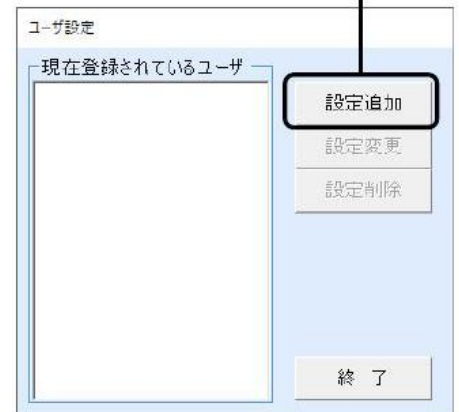 ユーザ設定
現在登録されているユーザ
設定追加
設定変更
設定削除
終 了